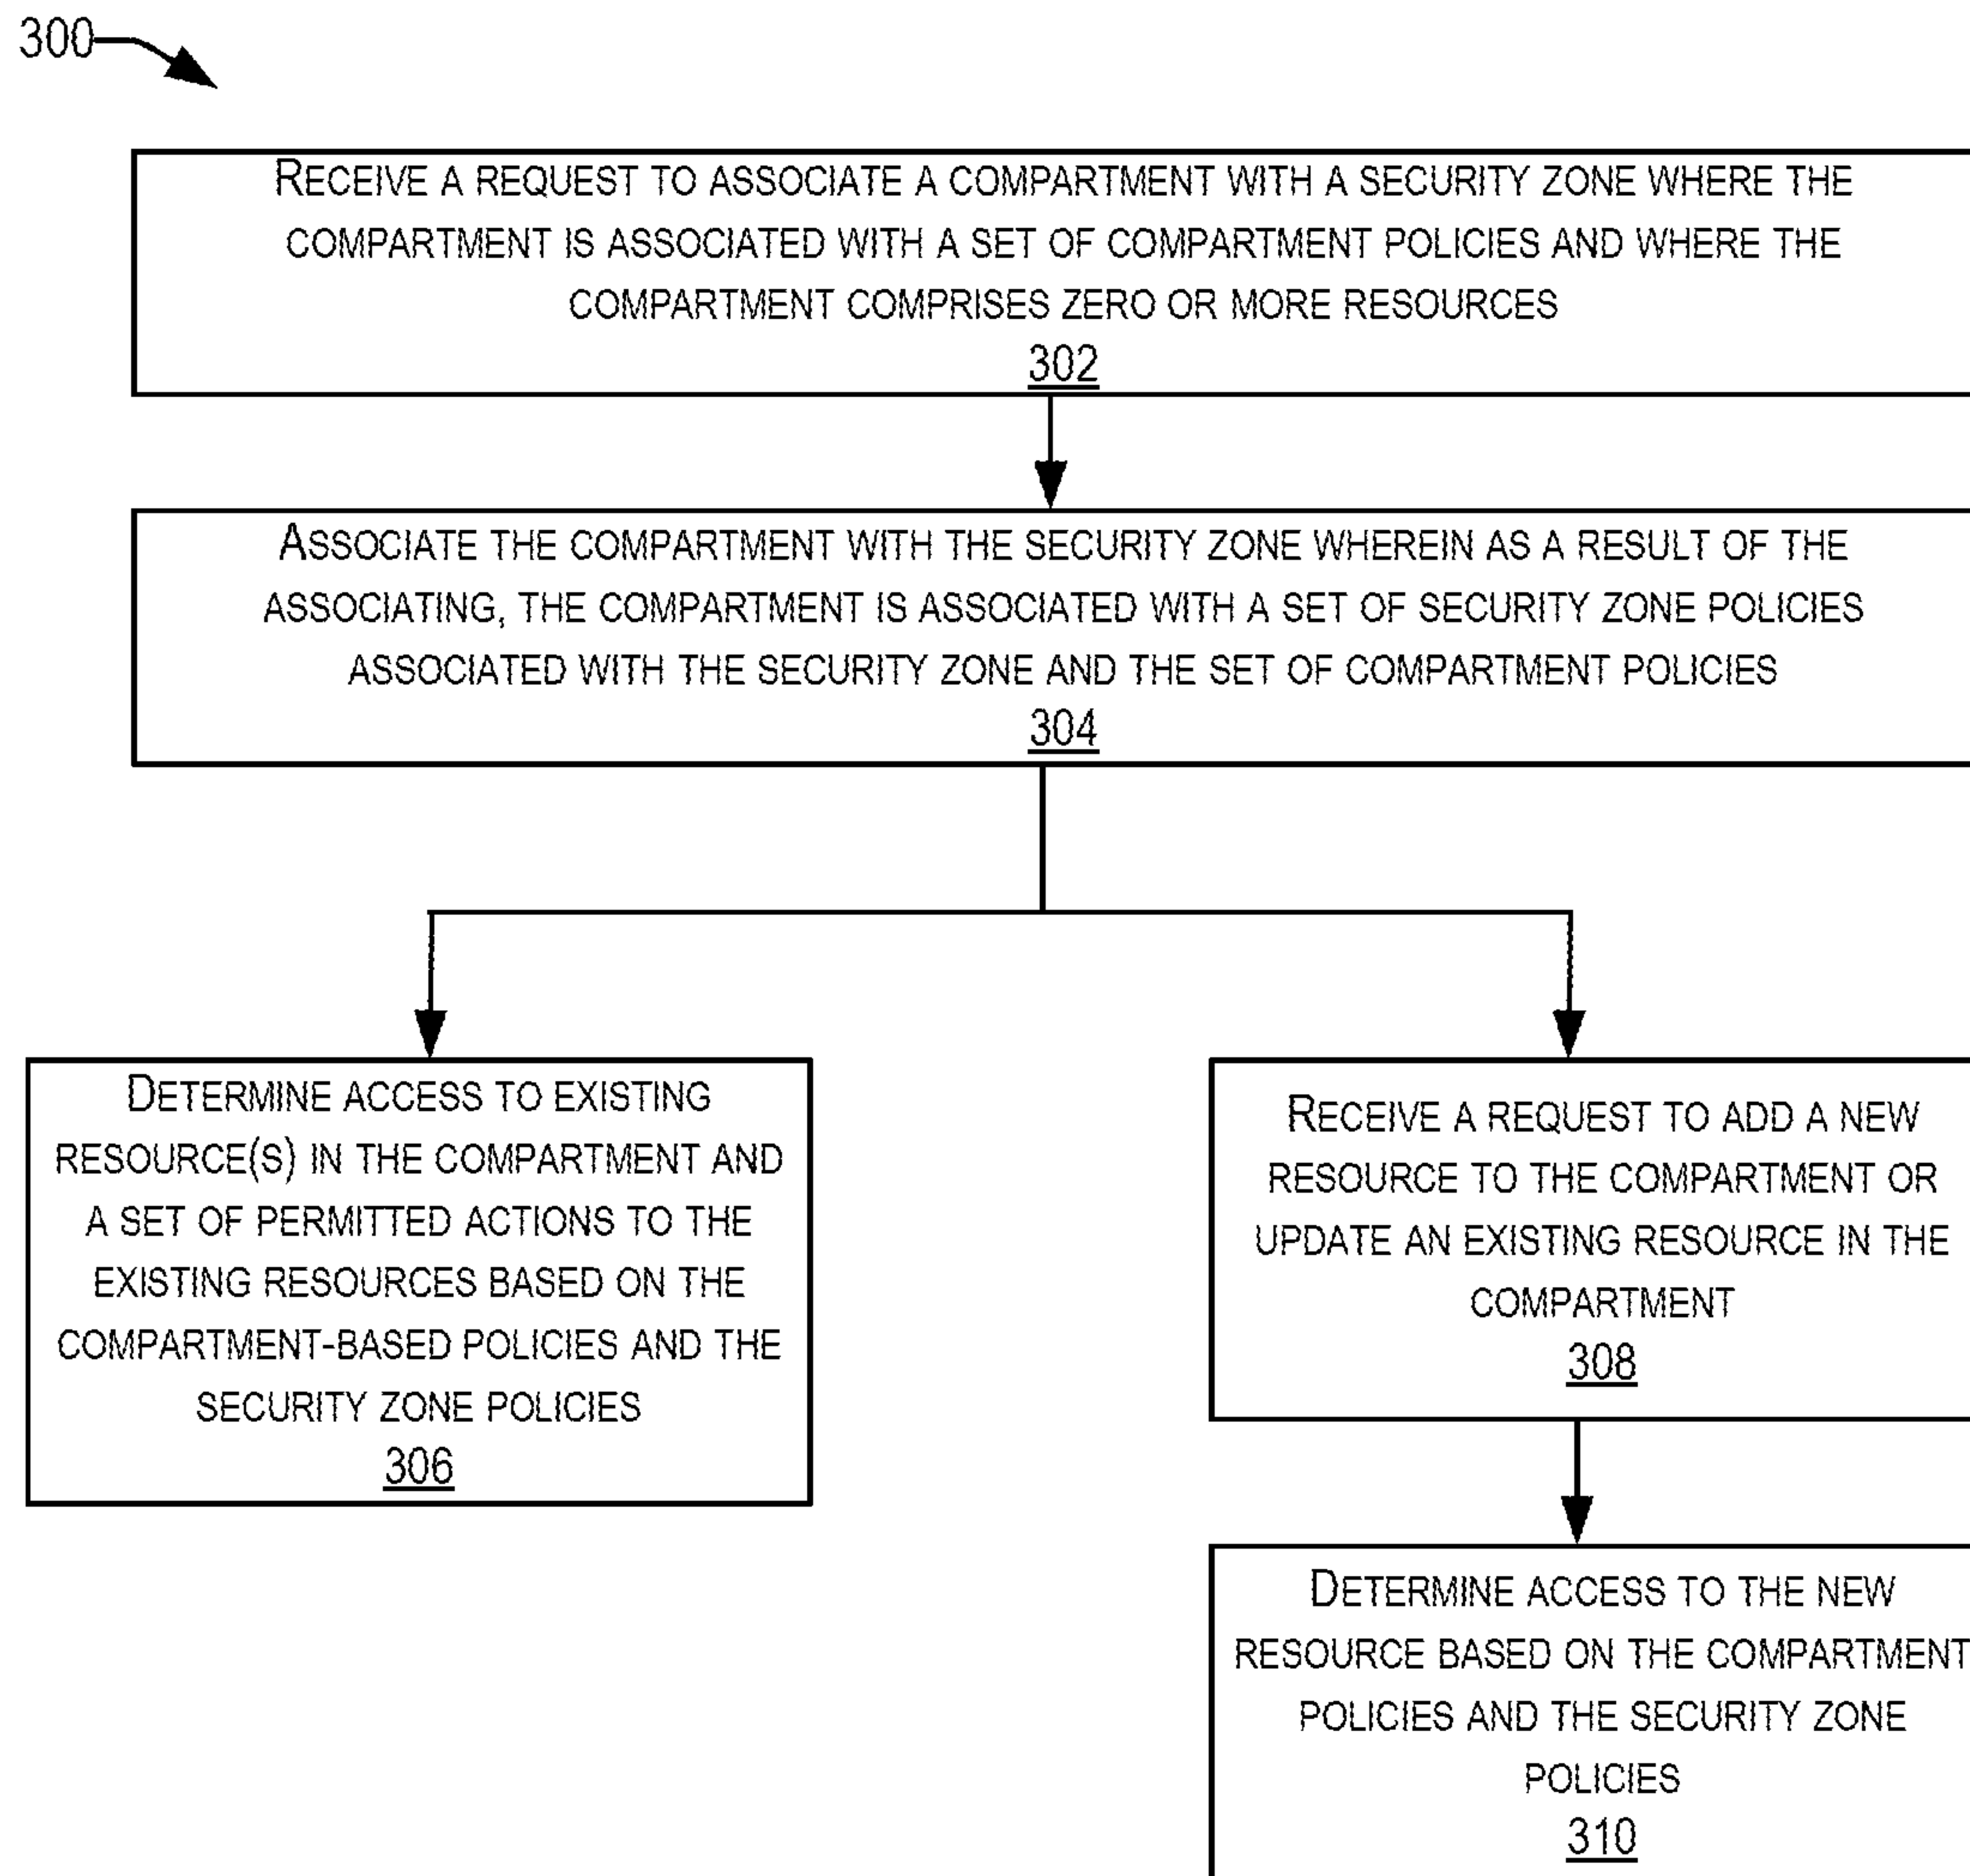 300
RECEIVE A REQUEST TO ASSOCIATE A COMPARTMENT WITH A SECURITY ZONE WHERE THE
COMPARTMENT IS ASSOCIATED WITH A SET OF COMPARTMENT POLICIES AND WHERE THE
COMPARTMENT COMPRISES ZERO OR MORE RESOURCES
302
ASSOCIATE THE COMPARTMENT WITH THE SECURITY ZONE WHEREIN AS A RESULT OF THE
ASSOCIATING, THE COMPARTMENT IS ASSOCIATED WITH A SET OF SECURITY ZONE POLICIES
ASSOCIATED WITH THE SECURITY ZONE AND THE SET OF COMPARTMENT POLICIES
304
DETERMINE ACCESS TO EXISTING
RESOURCE(S) IN THE COMPARTMENT AND
A SET OF PERMITTED ACTIONS TO THE
EXISTING RESOURCES BASED ON THE
COMPARTMENT-BASED POLICIES AND THE
SECURITY ZONE POLICIES
306
RECEIVE A REQUEST TO ADD A NEW
RESOURCE TO THE COMPARTMENT OR
UPDATE AN EXISTING RESOURCE IN THE
COMPARTMENT
308
DETERMINE ACCESS TO THE NEW
RESOURCE BASED ON THE COMPARTMENT
POLICIES AND THE SECURITY ZONE
POLICIES
310